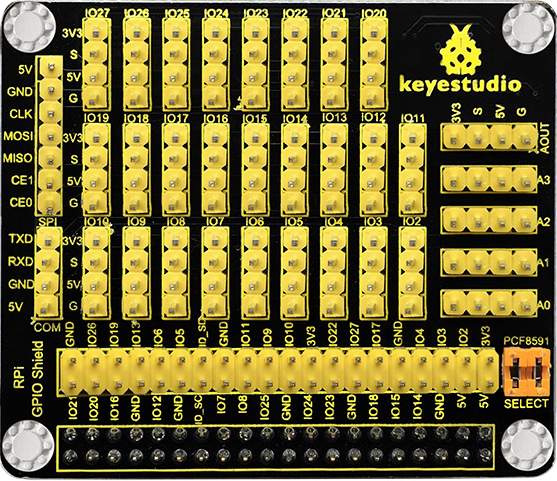 IO27 IO26 IO25 IO24 IO23 IO22 IO21 IO20
3V3
S
5V
G
keyestudio
5V
GND
CLK
MOSI
MISO
CE1
CE0
SPI
IO19 IO18 IO17 IO16 IO15 IO14 IO13 IO12 IO11
3V3
S
5V
G
3V3 S 5V G
AOUT
A3
A2
A1
A0
IO10 IO9 IO8 IO7 IO6 IO5 IO4 IO3 IO2
3V3
S
5V
G
TXD
RXD
GND
5V
COM
RPi
GPIO Shield
IO26 IO19 IO13 IO6 IO5 ID_SD GND IO11 IO9 IO10 3V3 IO22 IO27 IO17 GND IO4 IO3 IO2 3V3
GND
IO21 IO20 IO16 GND IO12 GND ID_SC IO7 IO8 IO25 GND IO24 IO23 GND IO18 IO15 IO14 GND 5V 5V
PCF8591
SELECT